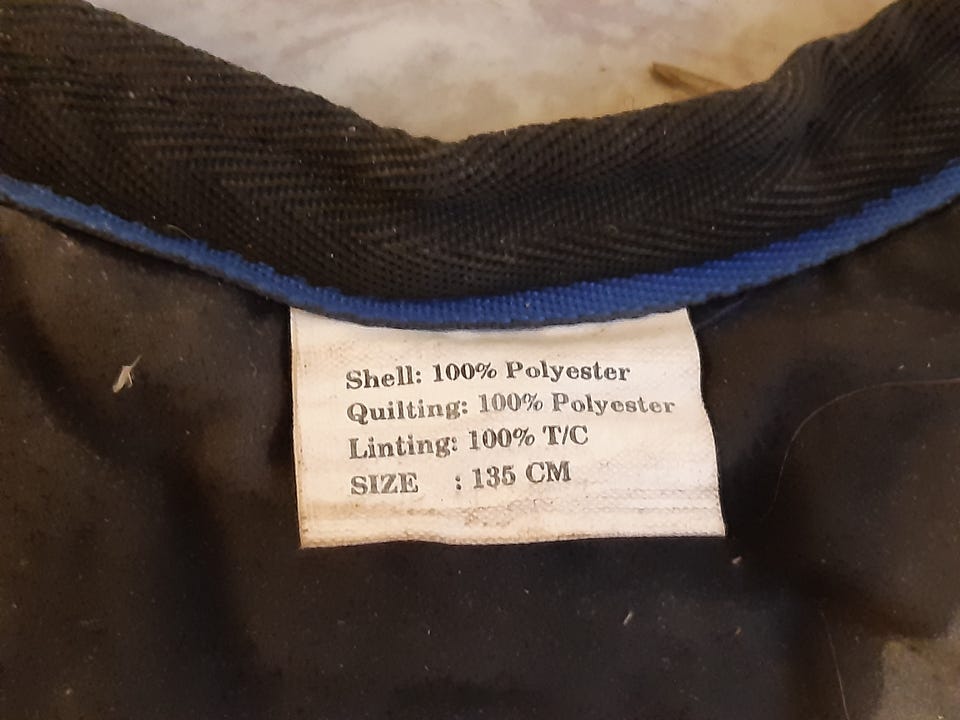 Shell: 100% Polyester
Quilting: 100% Polyester
Linting: 100% T/C
SIZE : 135 CM